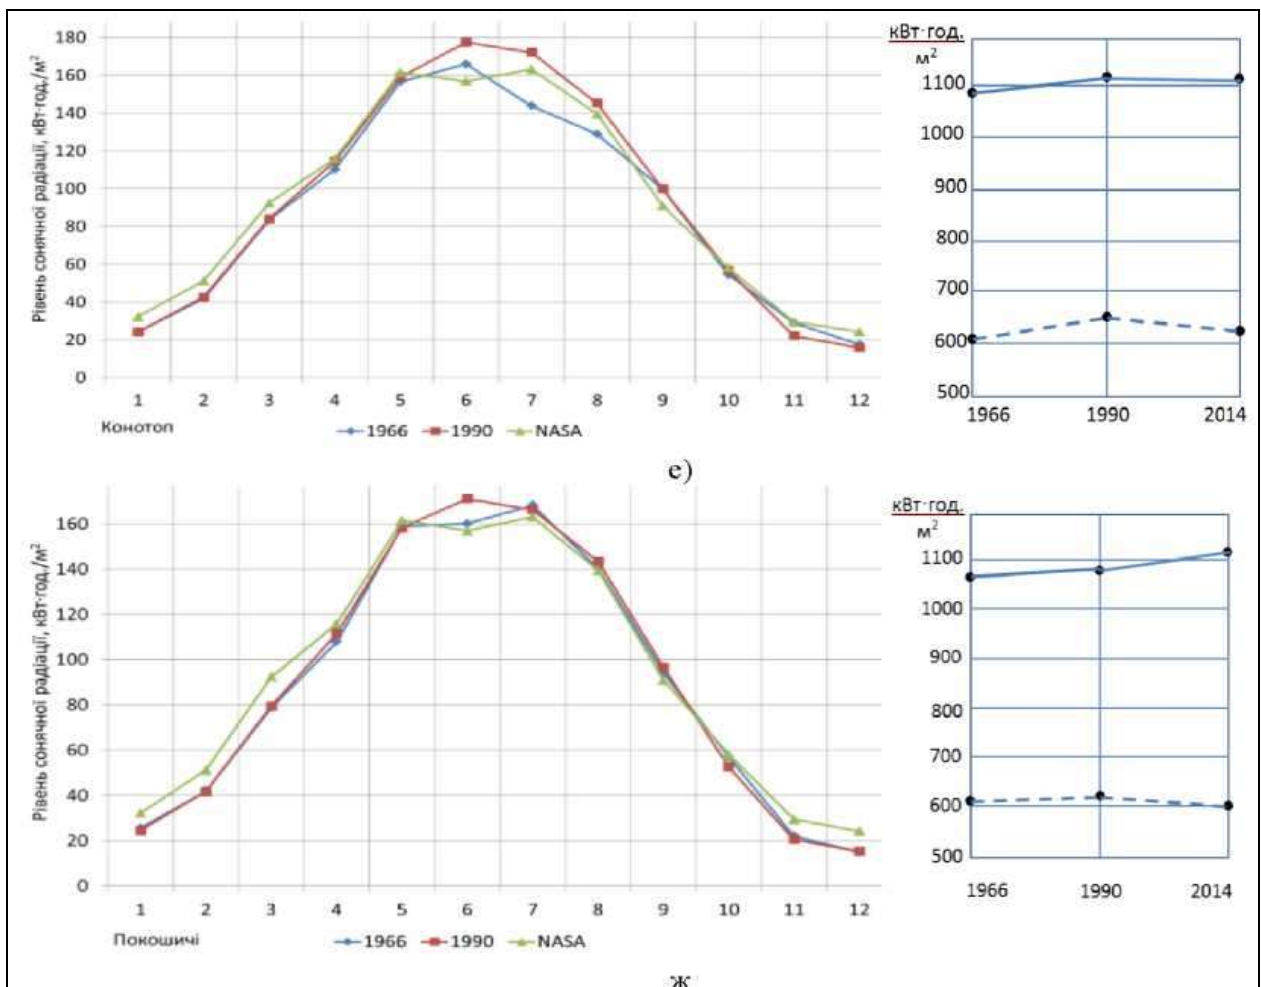 Рівень сонячної радіації, кВт·год./м²
180
160
140
120
100
80
60
40
20
0
1 2 3 4 5 6 7 8 9 10 11 12
Конотоп
1966 1990 NASA
кВт·год.
м²
1100
1000
900
800
700
600
500
1966 1990 2014
е)
Рівень сонячної радіації, кВт·год./м²
160
140
120
100
80
60
40
20
0
1 2 3 4 5 6 7 8 9 10 11 12
Покошичі
1966 1990 NASA
кВт·год.
м²
1100
1000
900
800
700
600
500
1966 1990 2014
ж